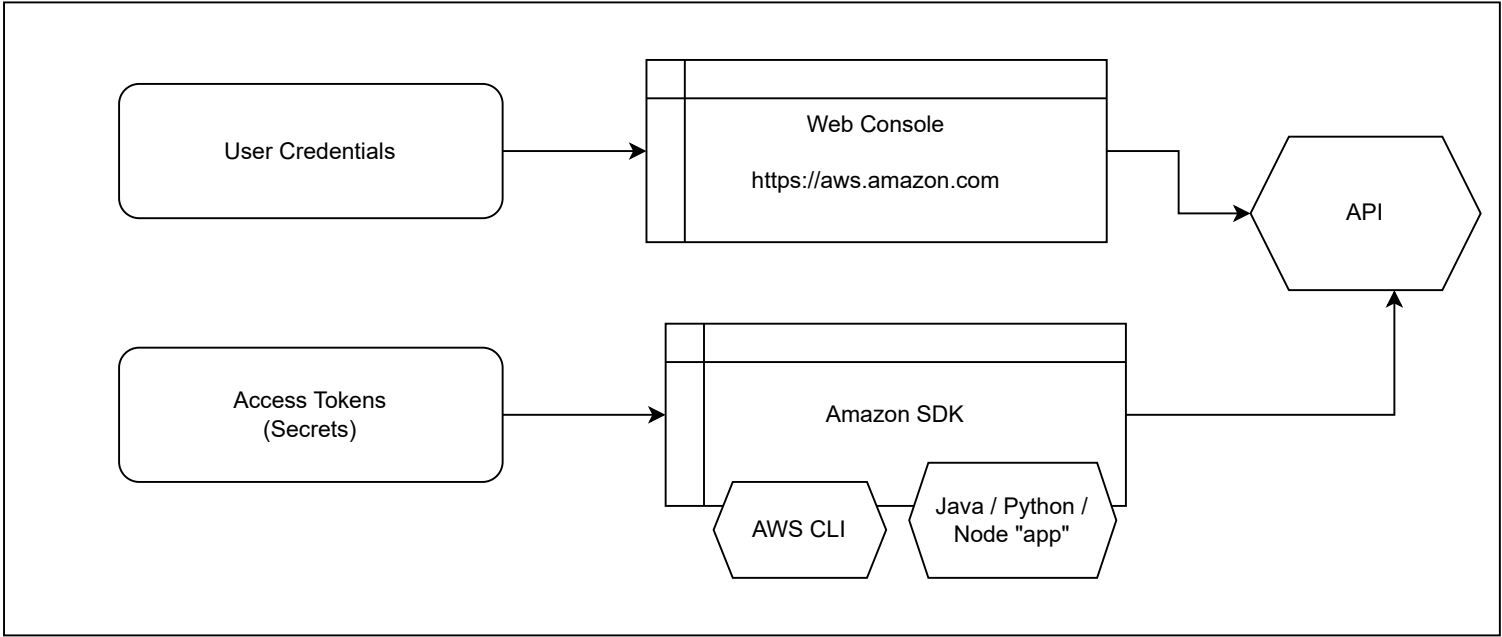 User Credentials
Web Console
https://aws.amazon.com
API
Access Tokens
(Secrets)
Amazon SDK
AWS CLI
Java / Python /
Node "app"